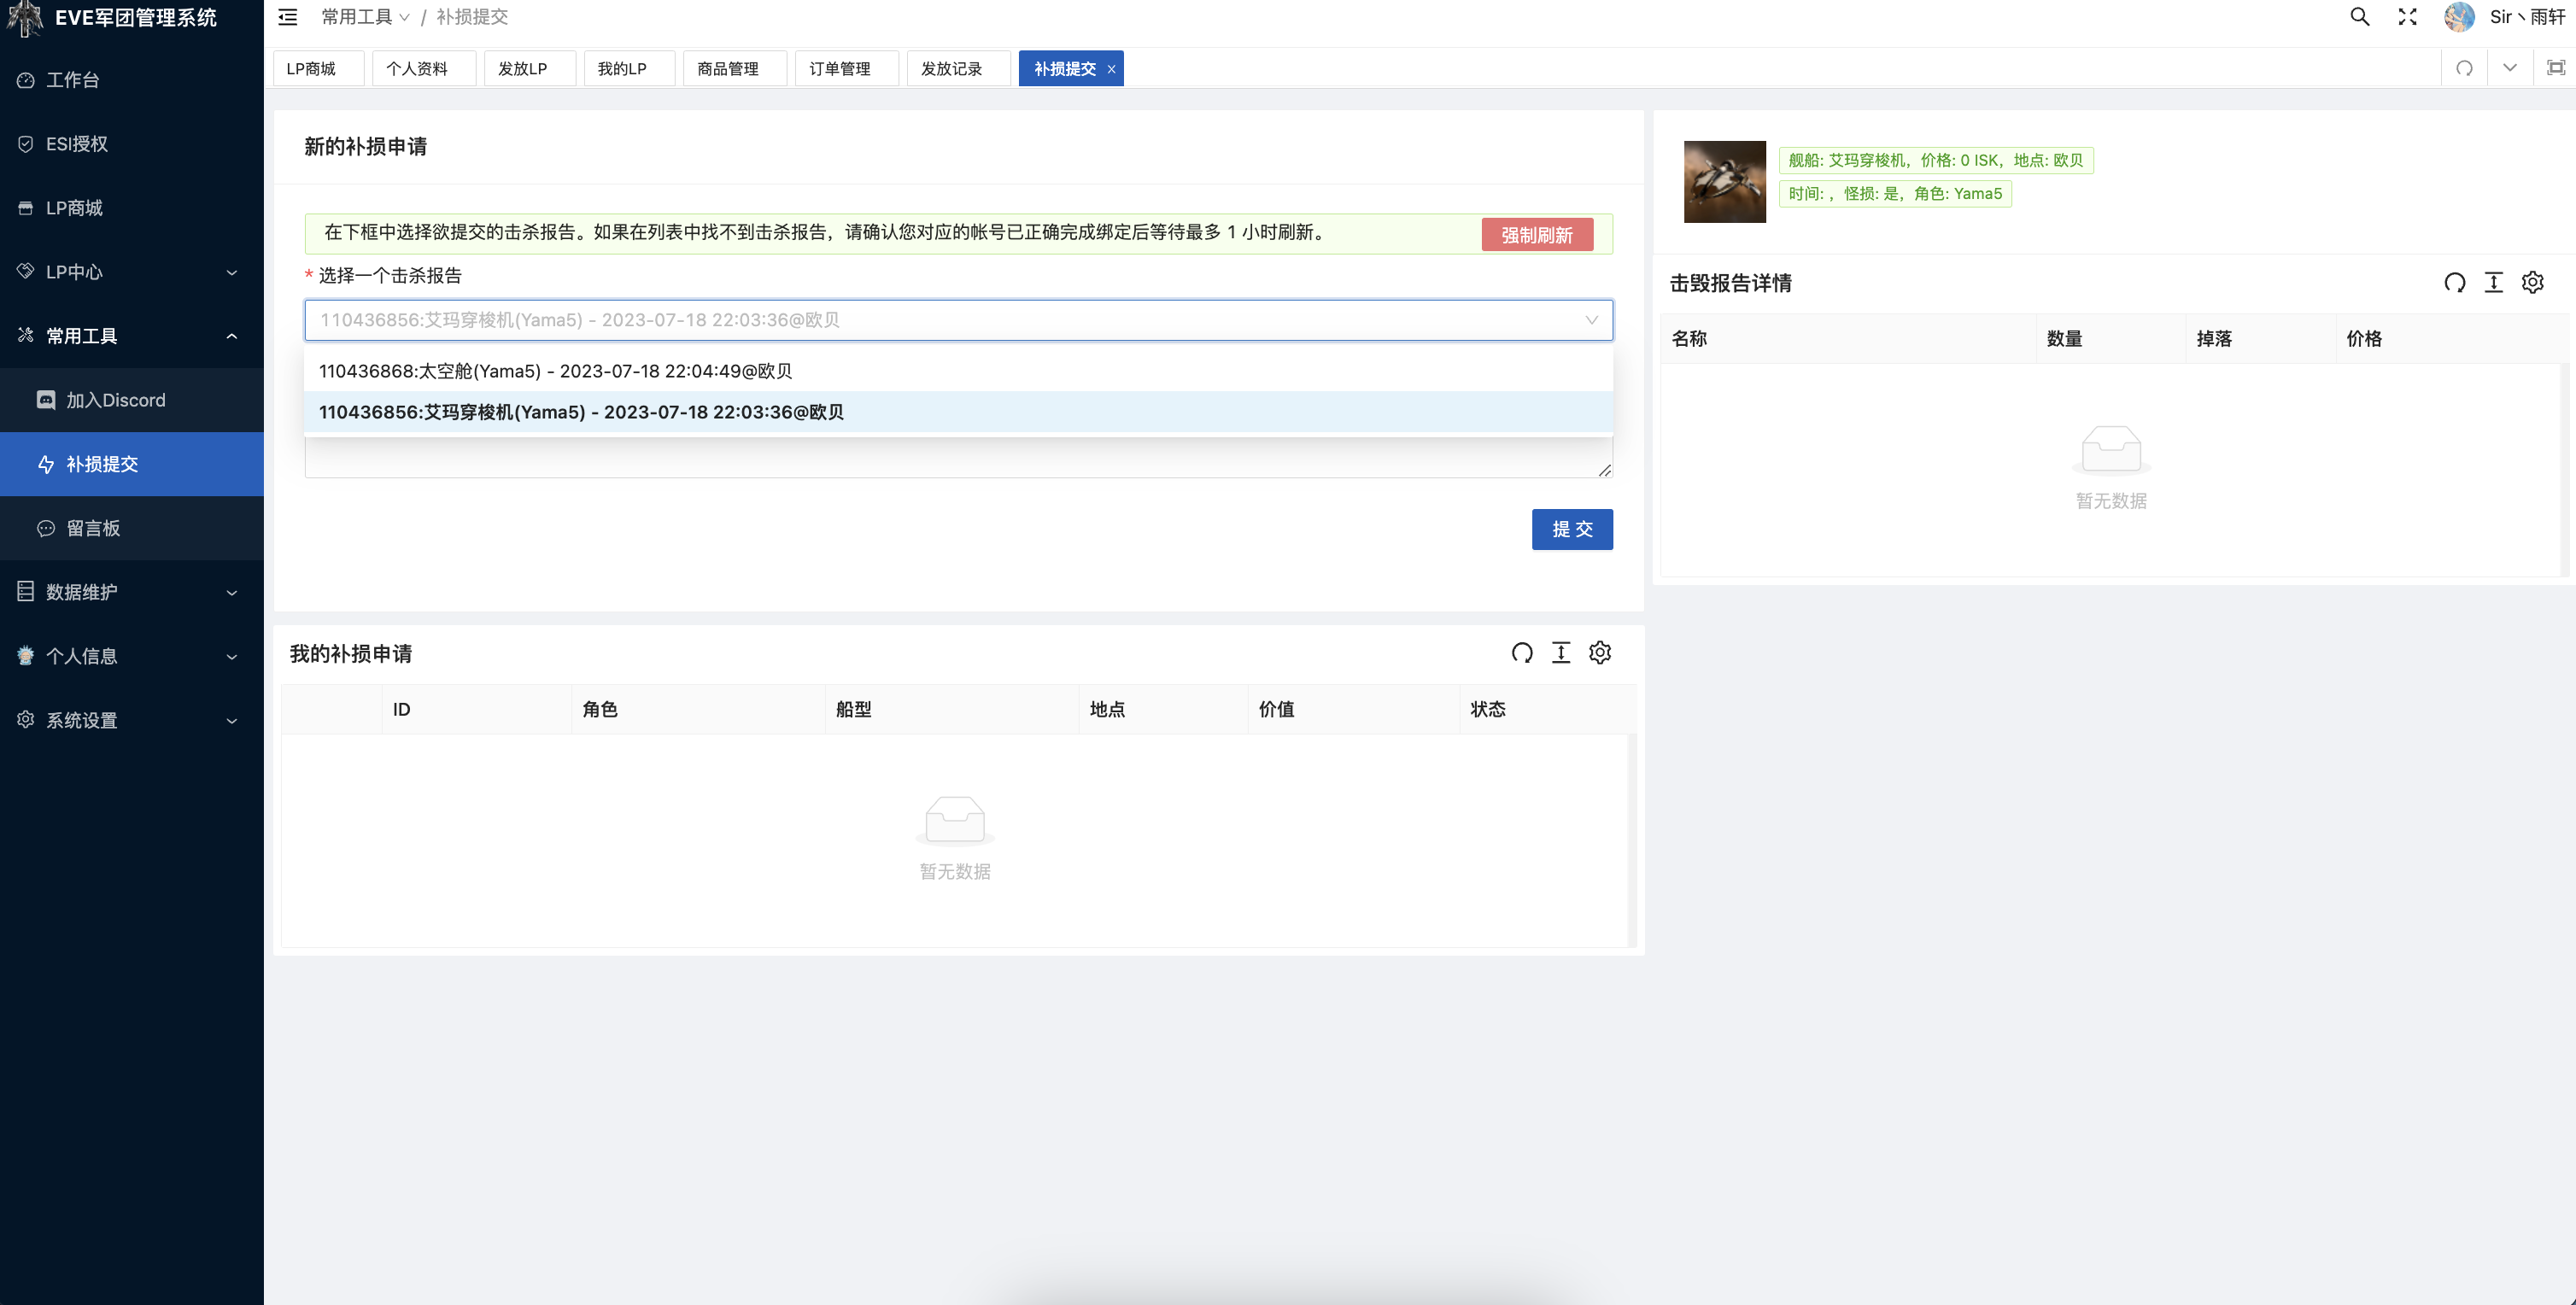 EVE军团管理系统
常用工具 / 补损提交
Sir丶雨轩
LP商城
个人资料
发放LP
我的LP
商品管理
订单管理
发放记录
补损提交
工作台
ESI授权
LP商城
LP中心
常用工具
加入Discord
补损提交
留言板
数据维护
个人信息
系统设置
新的补损申请
在下框中选择欲提交的击杀报告。如果在列表中找不到击杀报告，请确认您对应的帐号已正确完成绑定后等待最多 1 小时刷新。
强制刷新
* 选择一个击杀报告
110436856:艾玛穿梭机(Yama5) - 2023-07-18 22:03:36@欧贝
110436868:太空舱(Yama5) - 2023-07-18 22:04:49@欧贝
110436856:艾玛穿梭机(Yama5) - 2023-07-18 22:03:36@欧贝
提 交
我的补损申请
ID 角色 船型 地点 价值 状态
暂无数据
舰船: 艾玛穿梭机，价格: 0 ISK，地点: 欧贝
时间: ，怪损: 是，角色: Yama5
击毁报告详情
名称 数量 掉落 价格
暂无数据